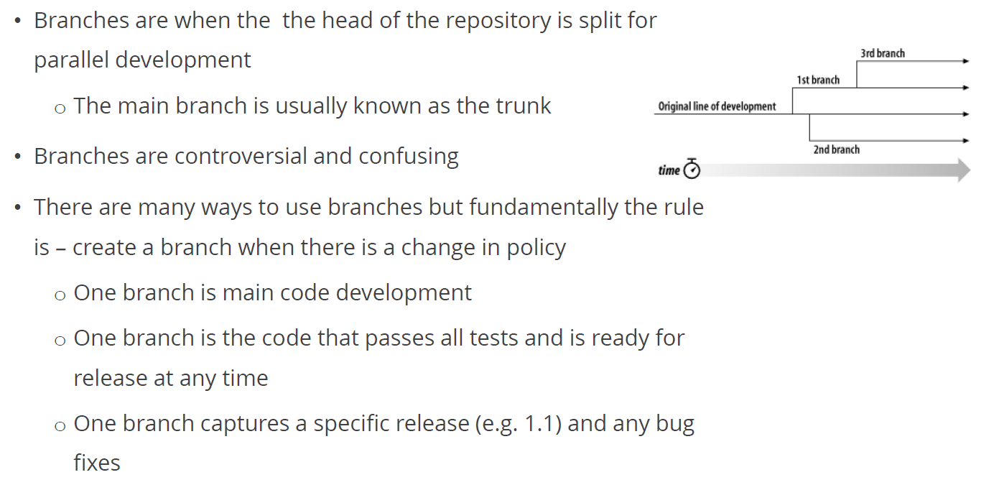 • Branches are when the  the head of the repository is split for
parallel development
o The main branch is usually known as the trunk
• Branches are controversial and confusing
• There are many ways to use branches but fundamentally the rule
is – create a branch when there is a change in policy
o One branch is main code development
o One branch is the code that passes all tests and is ready for
release at any time
o One branch captures a specific release (e.g. 1.1) and any bug
fixes
3rd branch
1st branch
Original line of development
2nd branch
time